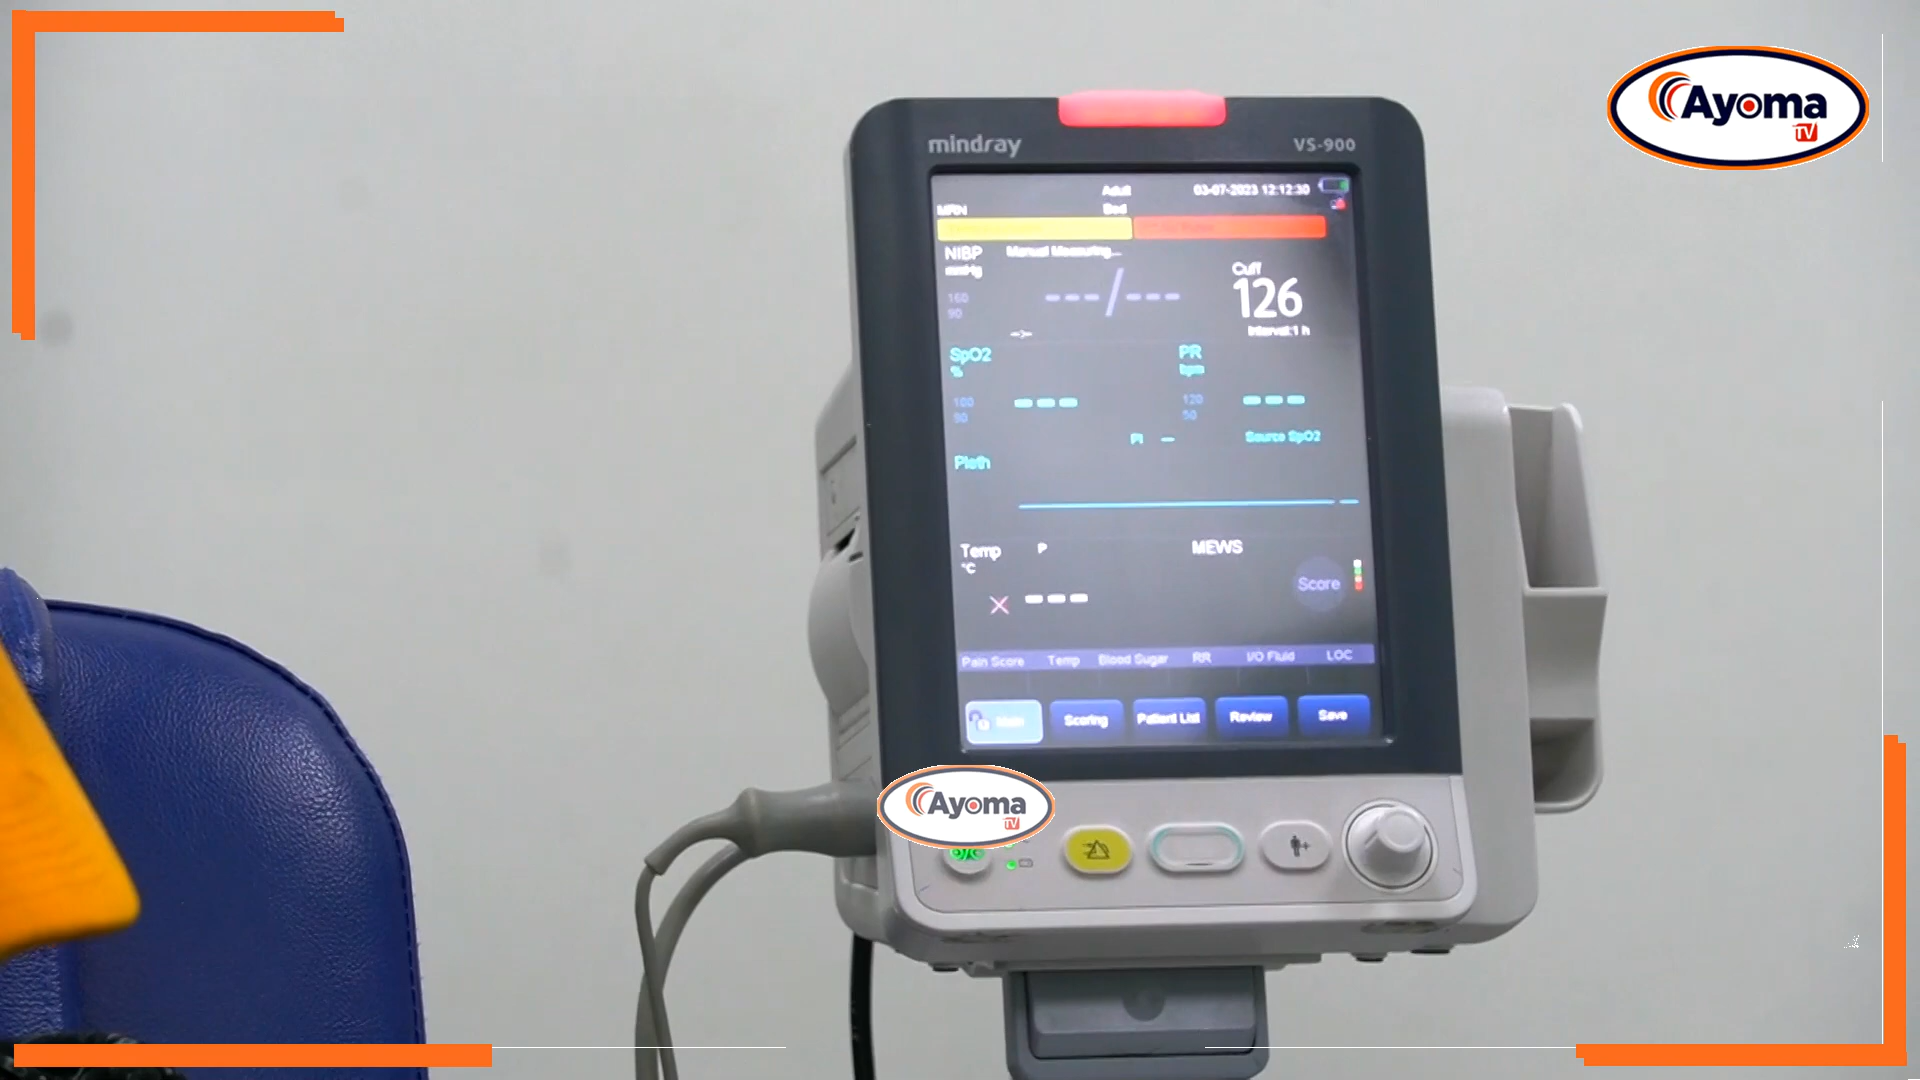 Ayoma
TV
mindray VS-900
Adult 03-07-2023 12:12:30
MRN Bed
NIBP Manual Measuring...
mmHg
Cuff
160
90
---/---
126
Interval:1 h
-->--
SpO2 PR
% bpm
100 --- 120 ---
90 50
PI -- Source SpO2
Pleth
Temp P MEWS
°C
Score
X ---
Pain Score Temp Blood Sugar RR I/O Fluid LOC
Main Scoring Patient List Review Save
Ayoma
TV